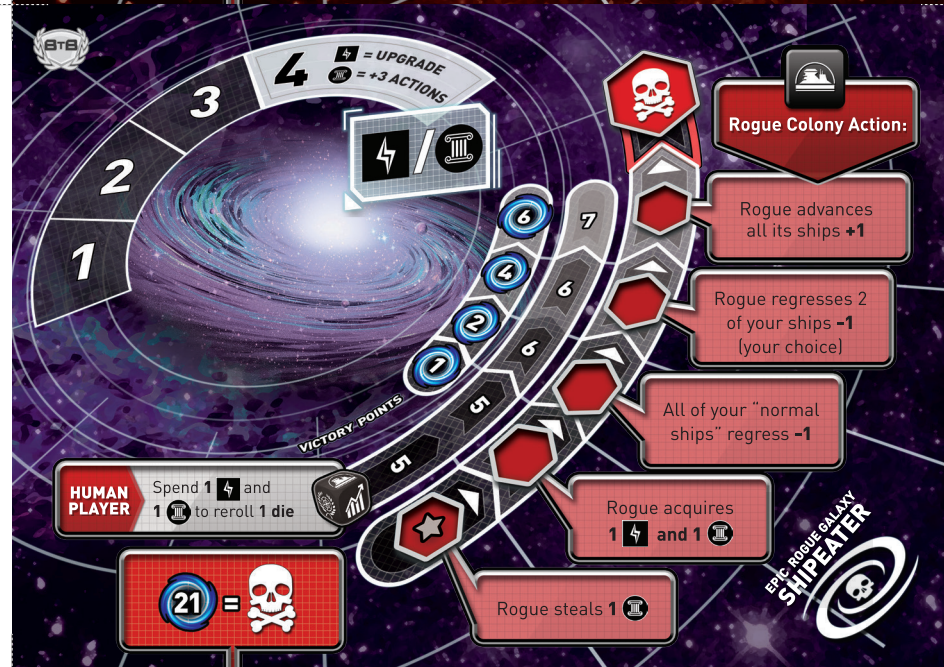 BTB
4
= UPGRADE
= +3 ACTIONS
3
2
1
/
Rogue Colony Action:
Rogue advances
all its ships +1
Rogue regresses 2
of your ships -1
(your choice)
All of your "normal
ships" regress -1
Rogue acquires
1 and 1
Rogue steals 1
6
4
2
1
7
6
6
5
5
VICTORY POINTS
HUMAN
PLAYER
Spend 1 and
1 to reroll 1 die
21 =
EPIC ROGUE GALAXY
SHIPEATER